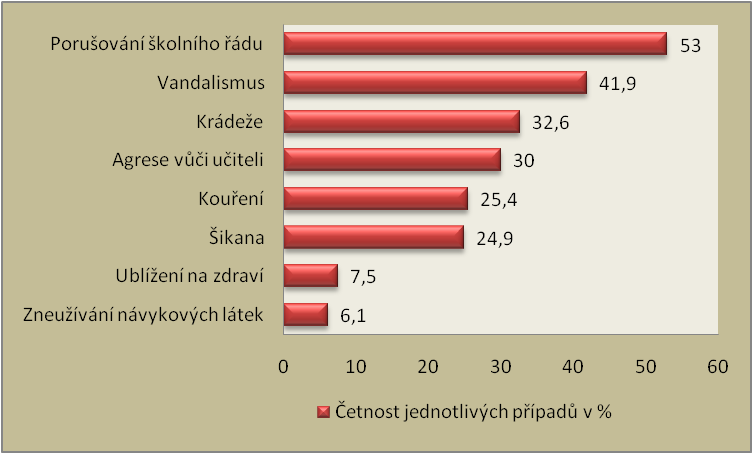 Porušování školního řádu 53
Vandalismus 41,9
Krádeže 32,6
Agrese vůči učiteli 30
Kouření 25,4
Šikana 24,9
Ublížení na zdraví 7,5
Zneužívání návykových látek 6,1
0 10 20 30 40 50 60
Četnost jednotlivých případů v %